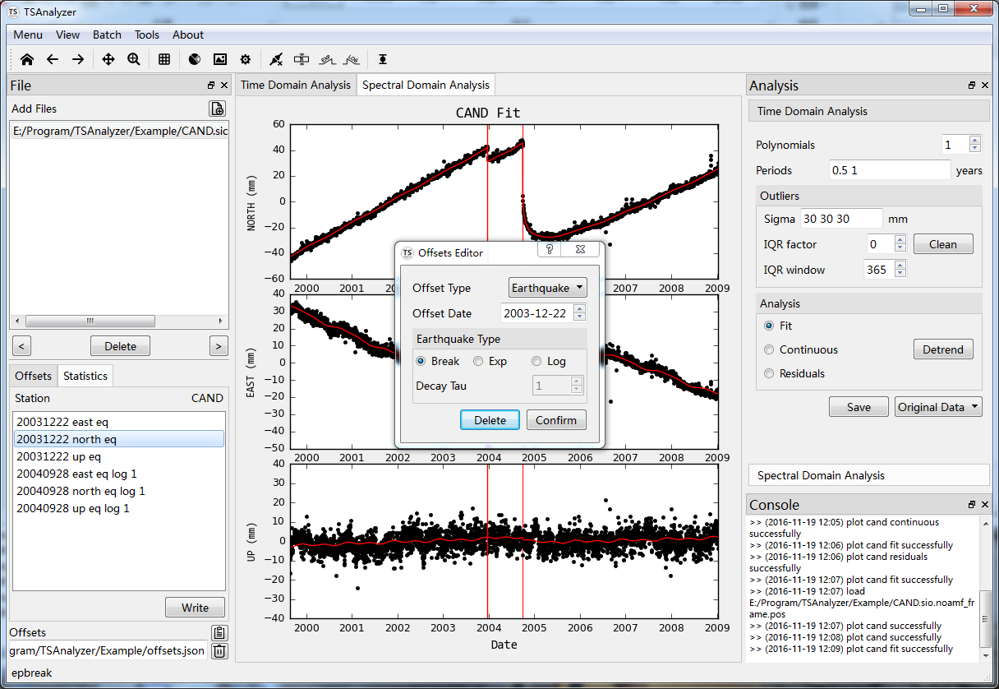 TS TSAnalyzer
Menu View Batch Tools About
File
Add Files
E:/Program/TSAnalyzer/Example/CAND.sic
< Delete >
Offsets Statistics
Station CAND
20031222 east eq
20031222 north eq
20031222 up eq
20040928 east eq log 1
20040928 north eq log 1
20040928 up eq log 1
Write
Offsets
gram/TSAnalyzer/Example/offsets.json
epbreak
Time Domain Analysis Spectral Domain Analysis
CAND Fit
60
40
20
0
−20
−40
−60
NORTH (mm)
2000 2001 2007 2008 2009
40
30
20
10
0
−10
−20
−30
−40
−50
EAST (mm)
2000 2001 2002 2003 2004 2005 2006 2007 2008 2009
40
30
20
10
0
−10
−20
−30
−40
UP (mm)
2000 2001 2002 2003 2004 2005 2006 2007 2008 2009
Date
TS Offsets Editor ?
Offset Type Earthquake
Offset Date 2003-12-22
Earthquake Type
Break Exp Log
Decay Tau 1
Delete Confirm
Analysis
Time Domain Analysis
Polynomials 1
Periods 0.5 1 years
Outliers
Sigma 30 30 30 mm
IQR factor 0 Clean
IQR window 365
Analysis
Fit
Continuous Detrend
Residuals
Save Original Data
Spectral Domain Analysis
Console
>> (2016-11-19 12:05) plot cand continuous
successfully
>> (2016-11-19 12:06) plot cand fit successfully
>> (2016-11-19 12:06) plot cand residuals
successfully
>> (2016-11-19 12:07) plot cand fit successfully
>> (2016-11-19 12:07) load
E:/Program/TSAnalyzer/Example/CAND.sio.noamf_fr
ame.pos
>> (2016-11-19 12:07) plot cand successfully
>> (2016-11-19 12:08) plot cand successfully
>> (2016-11-19 12:09) plot cand successfully